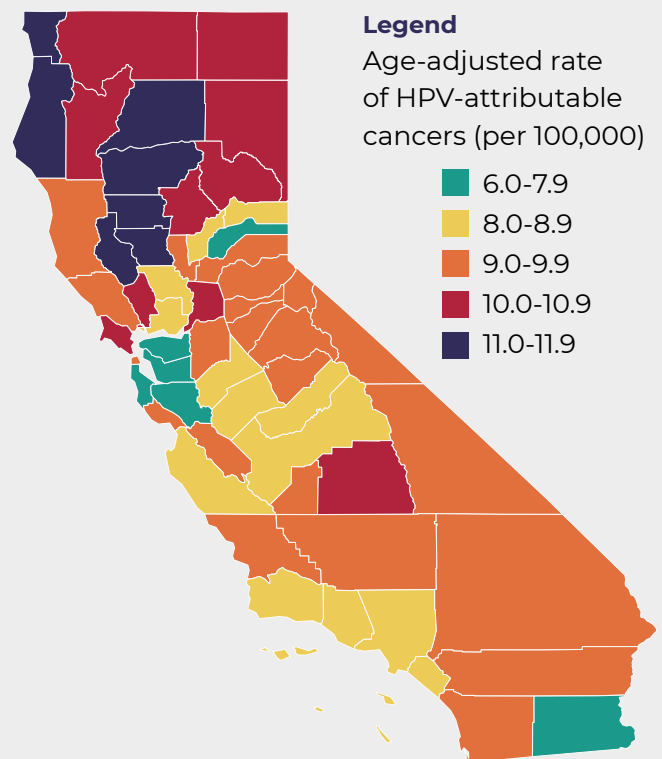 Legend
Age-adjusted rate
of HPV-attributable
cancers (per 100,000)
6.0-7.9
8.0-8.9
9.0-9.9
10.0-10.9
11.0-11.9